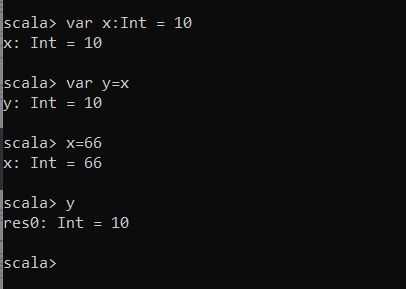 scala> var x:Int = 10
x: Int = 10
scala> var y=x
y: Int = 10
scala> x=66
x: Int = 66
scala> y
res0: Int = 10
scala>